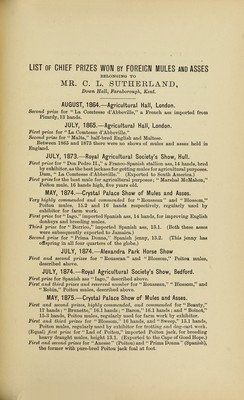 LIST OF CHIEF PRIZES WON BY FOREIGN MULES AND ASSES
BELONGING TO
MR. C. L. SUTHERLAND,
Down Hall, Farnborough, Kent.
AUGUST, 1864.—Agricultural Hall, London.
Second prize for "La Comtesse d'Abbeville," a French ass imported from
Picardy, 13 hands.
JULY, 1865.—Agricultural Hall, London.
First prize for "La Comtesse d'Abbeville."
Second prize for "Malta," half-bred English and Maltese.
Between 1865 and 1873 there were no shows of mules and asses held in
England.
JULY, 1873.—Royal Agricultural Society's Show, Hull.
First prize for "Don Pedro II.," a Franco-Spanish stallion ass, 14 hands, bred
by exhibitor, as the best jackass for getting mules for agricultural purposes.
Dam, "La Comtesse d'Abbeville." (Exported to South America.)
First prize for the best mule for agricultural purposes. "Marshal McMahon,"
Poitou mule, 16 hands high, five years old.
MAY, 1874.—Crystal Palace Show of Mules and Asses.
Very highly commended and commended for "Rousseau" and "Blossom,"
Poitou mules, 15.2 and 16 hands respectively, regularly used by
exhibitor for farm work.
First prize for "Iago," imported Spanish ass, 14 hands, for improving English
donkeys and breeding mules.
Third prize for "Borrico," imported Spanish ass, 13.1. (Both these asses
were subsequently exported to Jamaica.)
Second prize for "Prima Donna," Spanish jenny, 13.2. (This jenny has
offspring in all four quarters of the globe.)
JULY, 1874.—Alexandra Park Horse Show
First and second prizes for "Rousseau" and "Blossom," Poitou mules,
described above.
JULY, 1874.—Royal Agricultural Society's Show, Bedford.
First prize for Spanish ass "Iago," described above.
First and third prizes and reserved number for "Rousseau," "Blossom," and
"Robin," Poitou mules, described above.
MAY, 1875.—Crystal Palace Show of Mules and Asses.
First and second prizes, highly commended, and commended for "Beauty,"
17 hands; "Brunette," 16.1 hands; "Baron," 16.1 hands; and "Brined,"
15.3 hands, Poitou mules, regularly used for farm work by exhibitor.
First and third prizes for "Blossom," 16 hands, and "Sweep," 15.1 hands,
Poitou mules, regularly used by exhibitor for trotting and dog-cart work.
(Equal) first prize for "Lad of Poitou," imported Poitou jack, for breeding
heavy draught mules, height 13.1. (Exported to the Cape of Good Hope.)
First and second prizes for "Anesse" (Poitou) and "Prima Donna" (Spanish),
the former with pure-bred Poitou jack foal at foot.